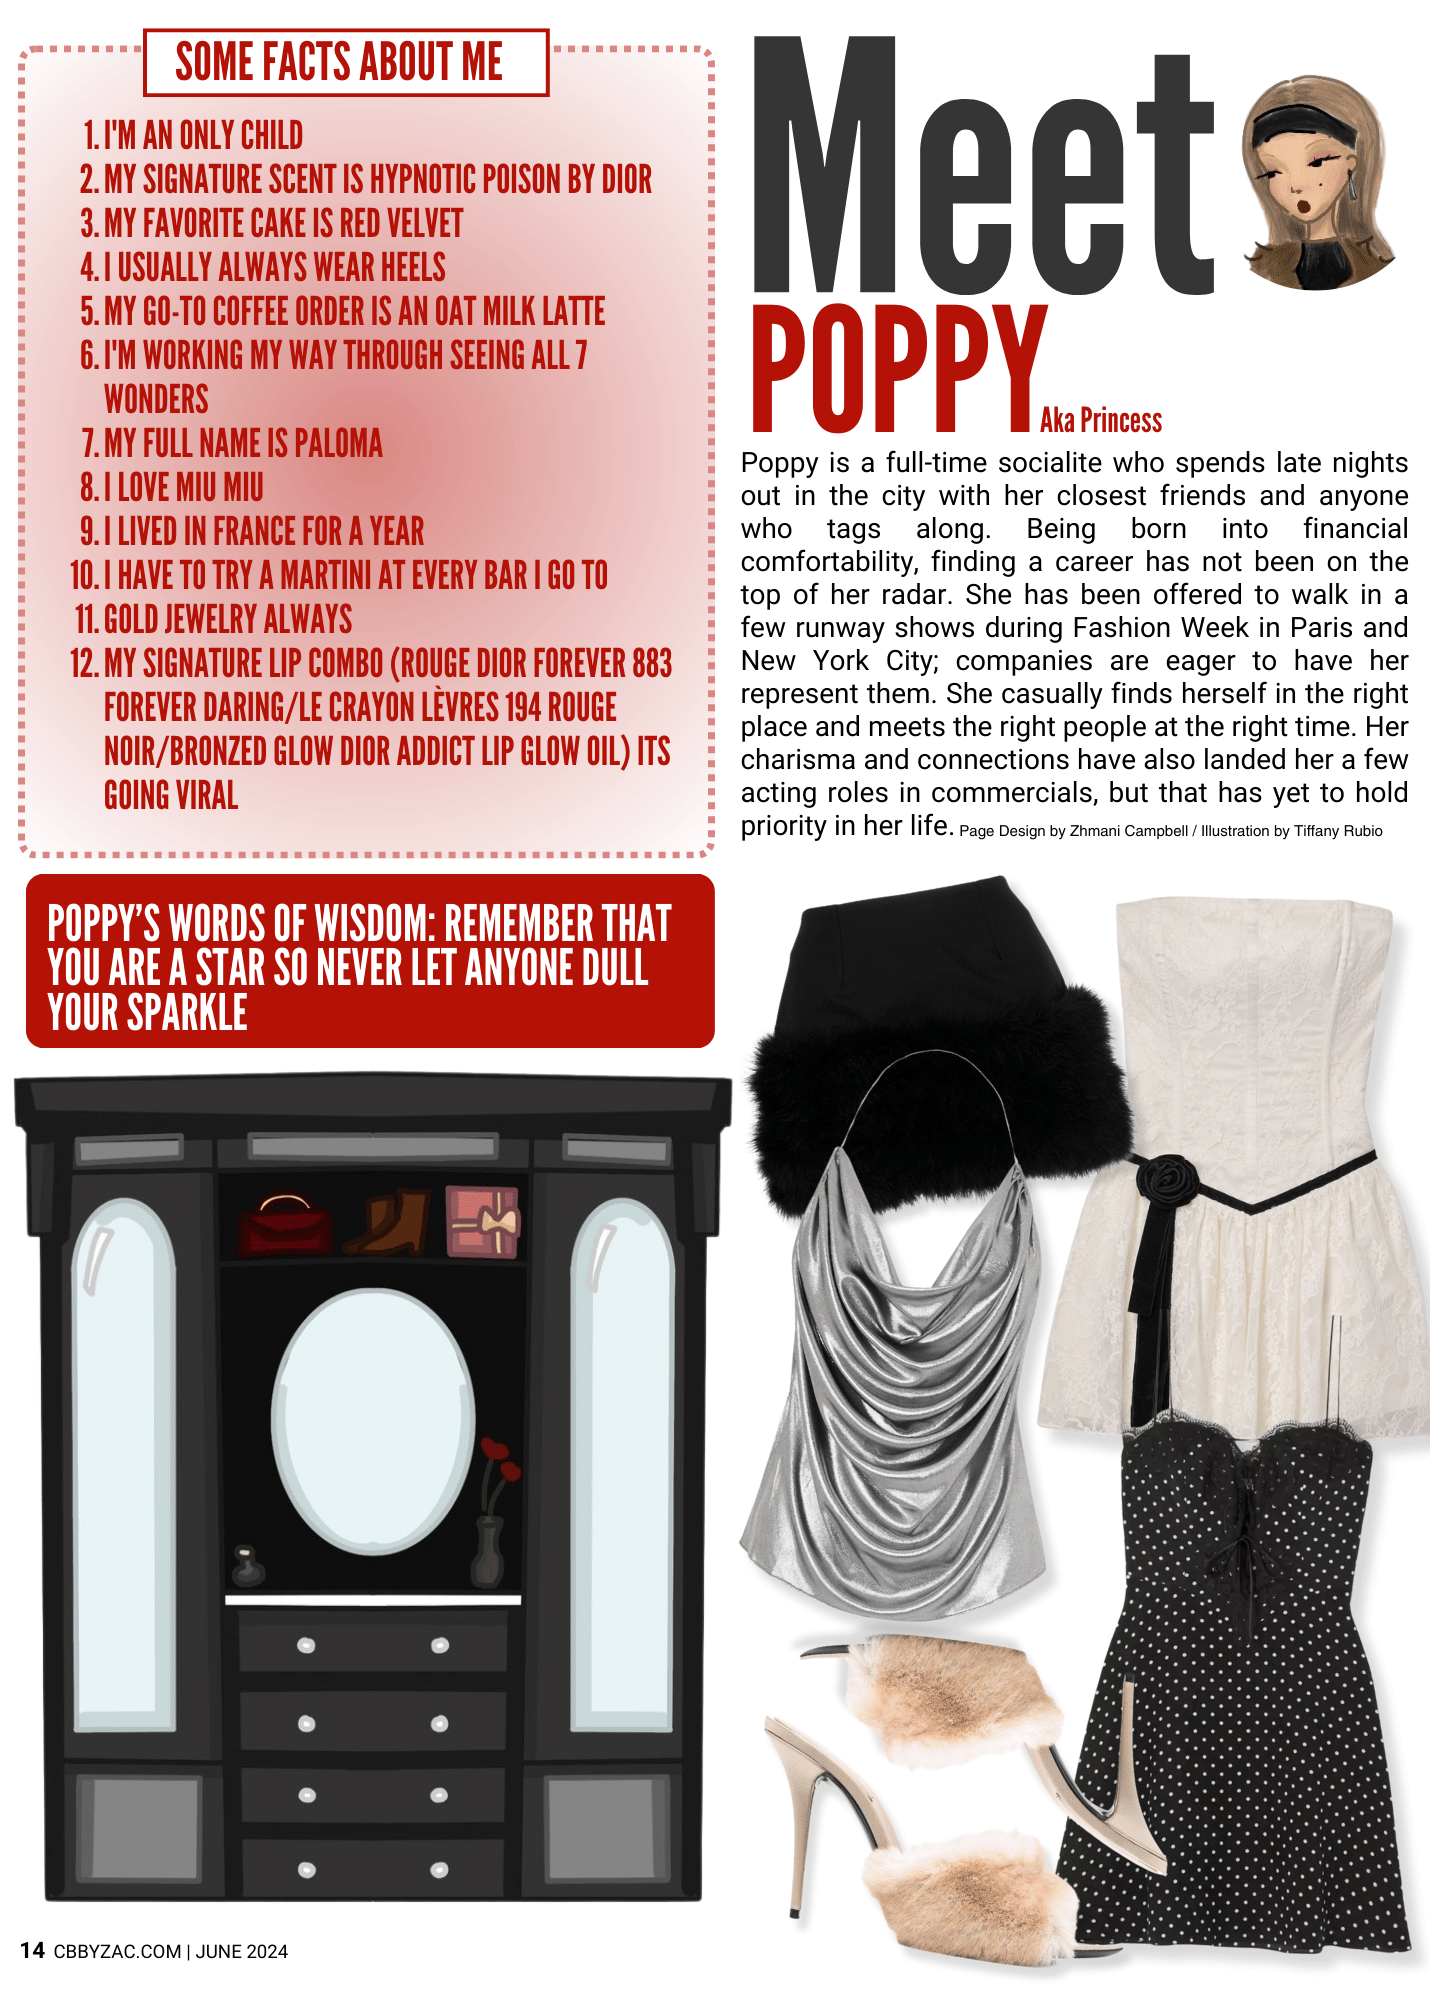 SOME FACTS ABOUT ME
1. I'M AN ONLY CHILD
2. MY SIGNATURE SCENT IS HYPNOTIC POISON BY DIOR
3. MY FAVORITE CAKE IS RED VELVET
4. I USUALLY ALWAYS WEAR HEELS
5. MY GO-TO COFFEE ORDER IS AN OAT MILK LATTE
6. I'M WORKING MY WAY THROUGH SEEING ALL 7
WONDERS
7. MY FULL NAME IS PALOMA
8. I LOVE MIU MIU
9. I LIVED IN FRANCE FOR A YEAR
10. I HAVE TO TRY A MARTINI AT EVERY BAR I GO TO
11. GOLD JEWELRY ALWAYS
12. MY SIGNATURE LIP COMBO (ROUGE DIOR FOREVER 883
FOREVER DARING/LE CRAYON LÈVRES 194 ROUGE
NOIR/BRONZED GLOW DIOR ADDICT LIP GLOW OIL) ITS
GOING VIRAL
POPPY'S WORDS OF WISDOM: REMEMBER THAT
YOU ARE A STAR SO NEVER LET ANYONE DULL
YOUR SPARKLE
Meet
POPPY
Aka Princess
Poppy is a full-time socialite who spends late nights
out in the city with her closest friends and anyone
who tags along. Being born into financial
comfortability, finding a career has not been on the
top of her radar. She has been offered to walk in a
few runway shows during Fashion Week in Paris and
New York City; companies are eager to have her
represent them. She casually finds herself in the right
place and meets the right people at the right time. Her
charisma and connections have also landed her a few
acting roles in commercials, but that has yet to hold
priority in her life. Page Design by Zhmani Campbell / Illustration by Tiffany Rubio
14 CBBYZAC.COM | JUNE 2024